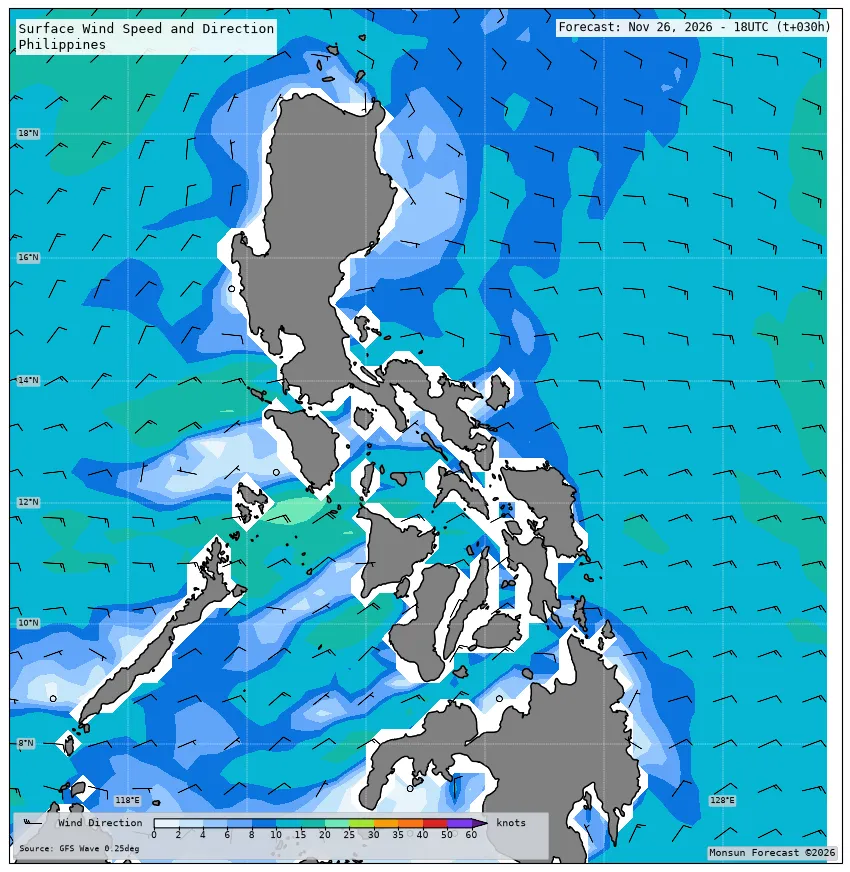 Surface Wind Speed and Direction
Philippines
Forecast: Nov 26, 2026 - 18UTC (t+030h)
18°N
16°N
14°N
12°N
10°N
8°N
118°E
128°E
Wind Direction
knots
0 2 4 6 8 10 15 20 25 30 35 40 50 60
Source: GFS Wave 0.25deg
Monsun Forecast ©2026